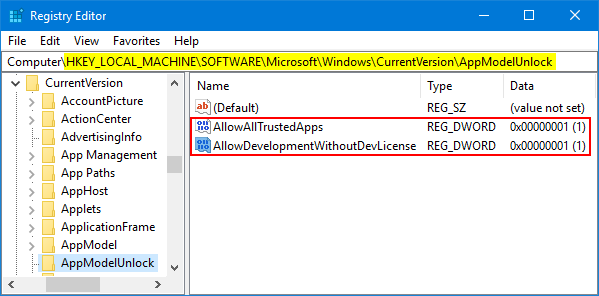 Registry Editor
File Edit View Favorites Help
Computer\HKEY_LOCAL_MACHINE\SOFTWARE\Microsoft\Windows\CurrentVersion\AppModelUnlock
CurrentVersion
AccountPicture
ActionCenter
AdvertisingInfo
App Management
App Paths
AppHost
Applets
ApplicationFrame
AppModel
AppModelUnlock
Name Type Data
ab (Default) REG_SZ (value not set)
AllowAllTrustedApps REG_DWORD 0x00000001 (1)
AllowDevelopmentWithoutDevLicense REG_DWORD 0x00000001 (1)